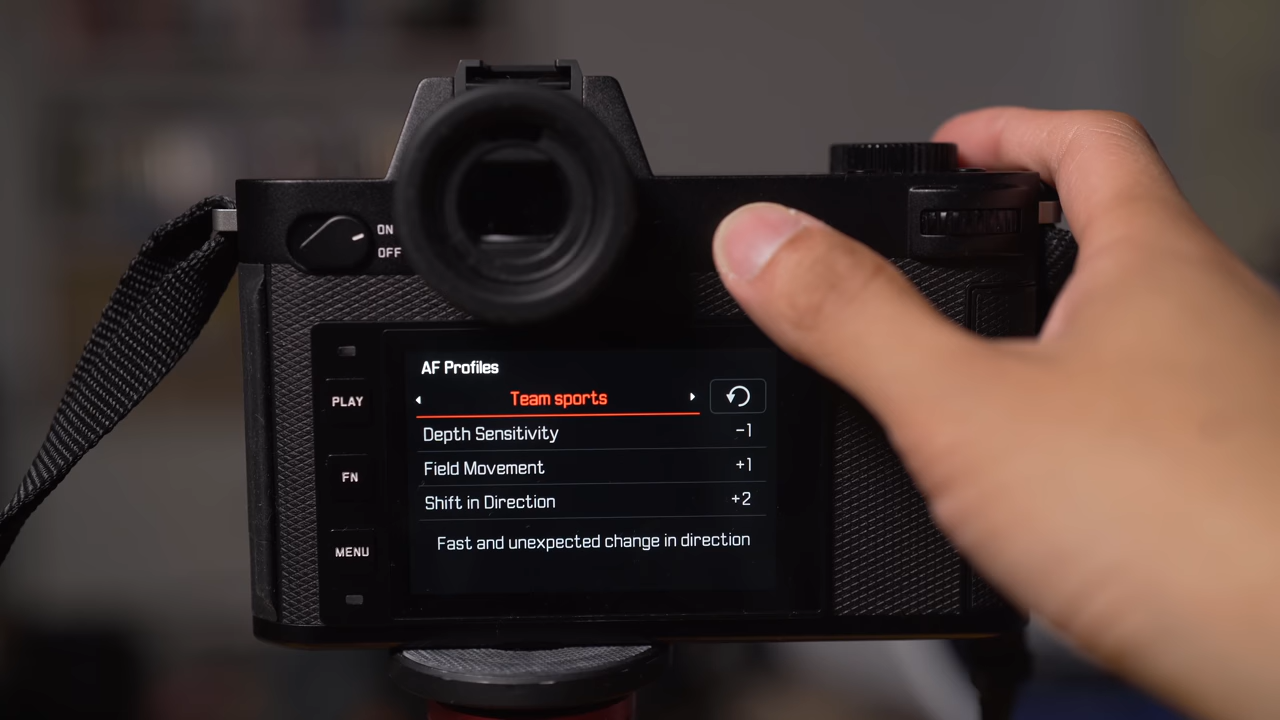 ON
OFF
PLAY
FN
MENU
AF Profiles
Team sports
Depth Sensitivity -1
Field Movement +1
Shift in Direction +2
Fast and unexpected change in direction